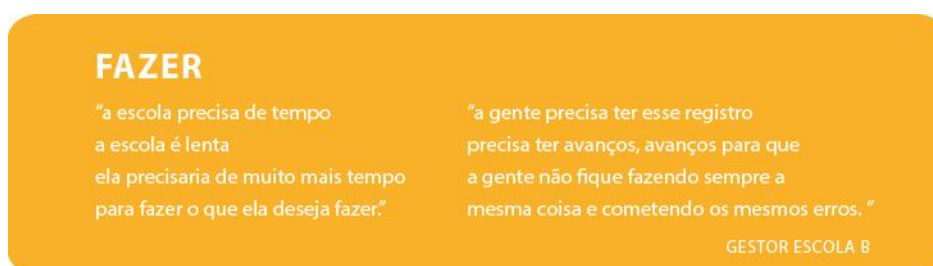 FAZER
“a escola precisa de tempo
a escola é lenta
ela precisaria de muito mais tempo
para fazer o que ela deseja fazer.”
“a gente precisa ter esse registro
precisa ter avanços, avanços para que
a gente não fique fazendo sempre a
mesma coisa e cometendo os mesmos erros. ”
GESTOR ESCOLA B